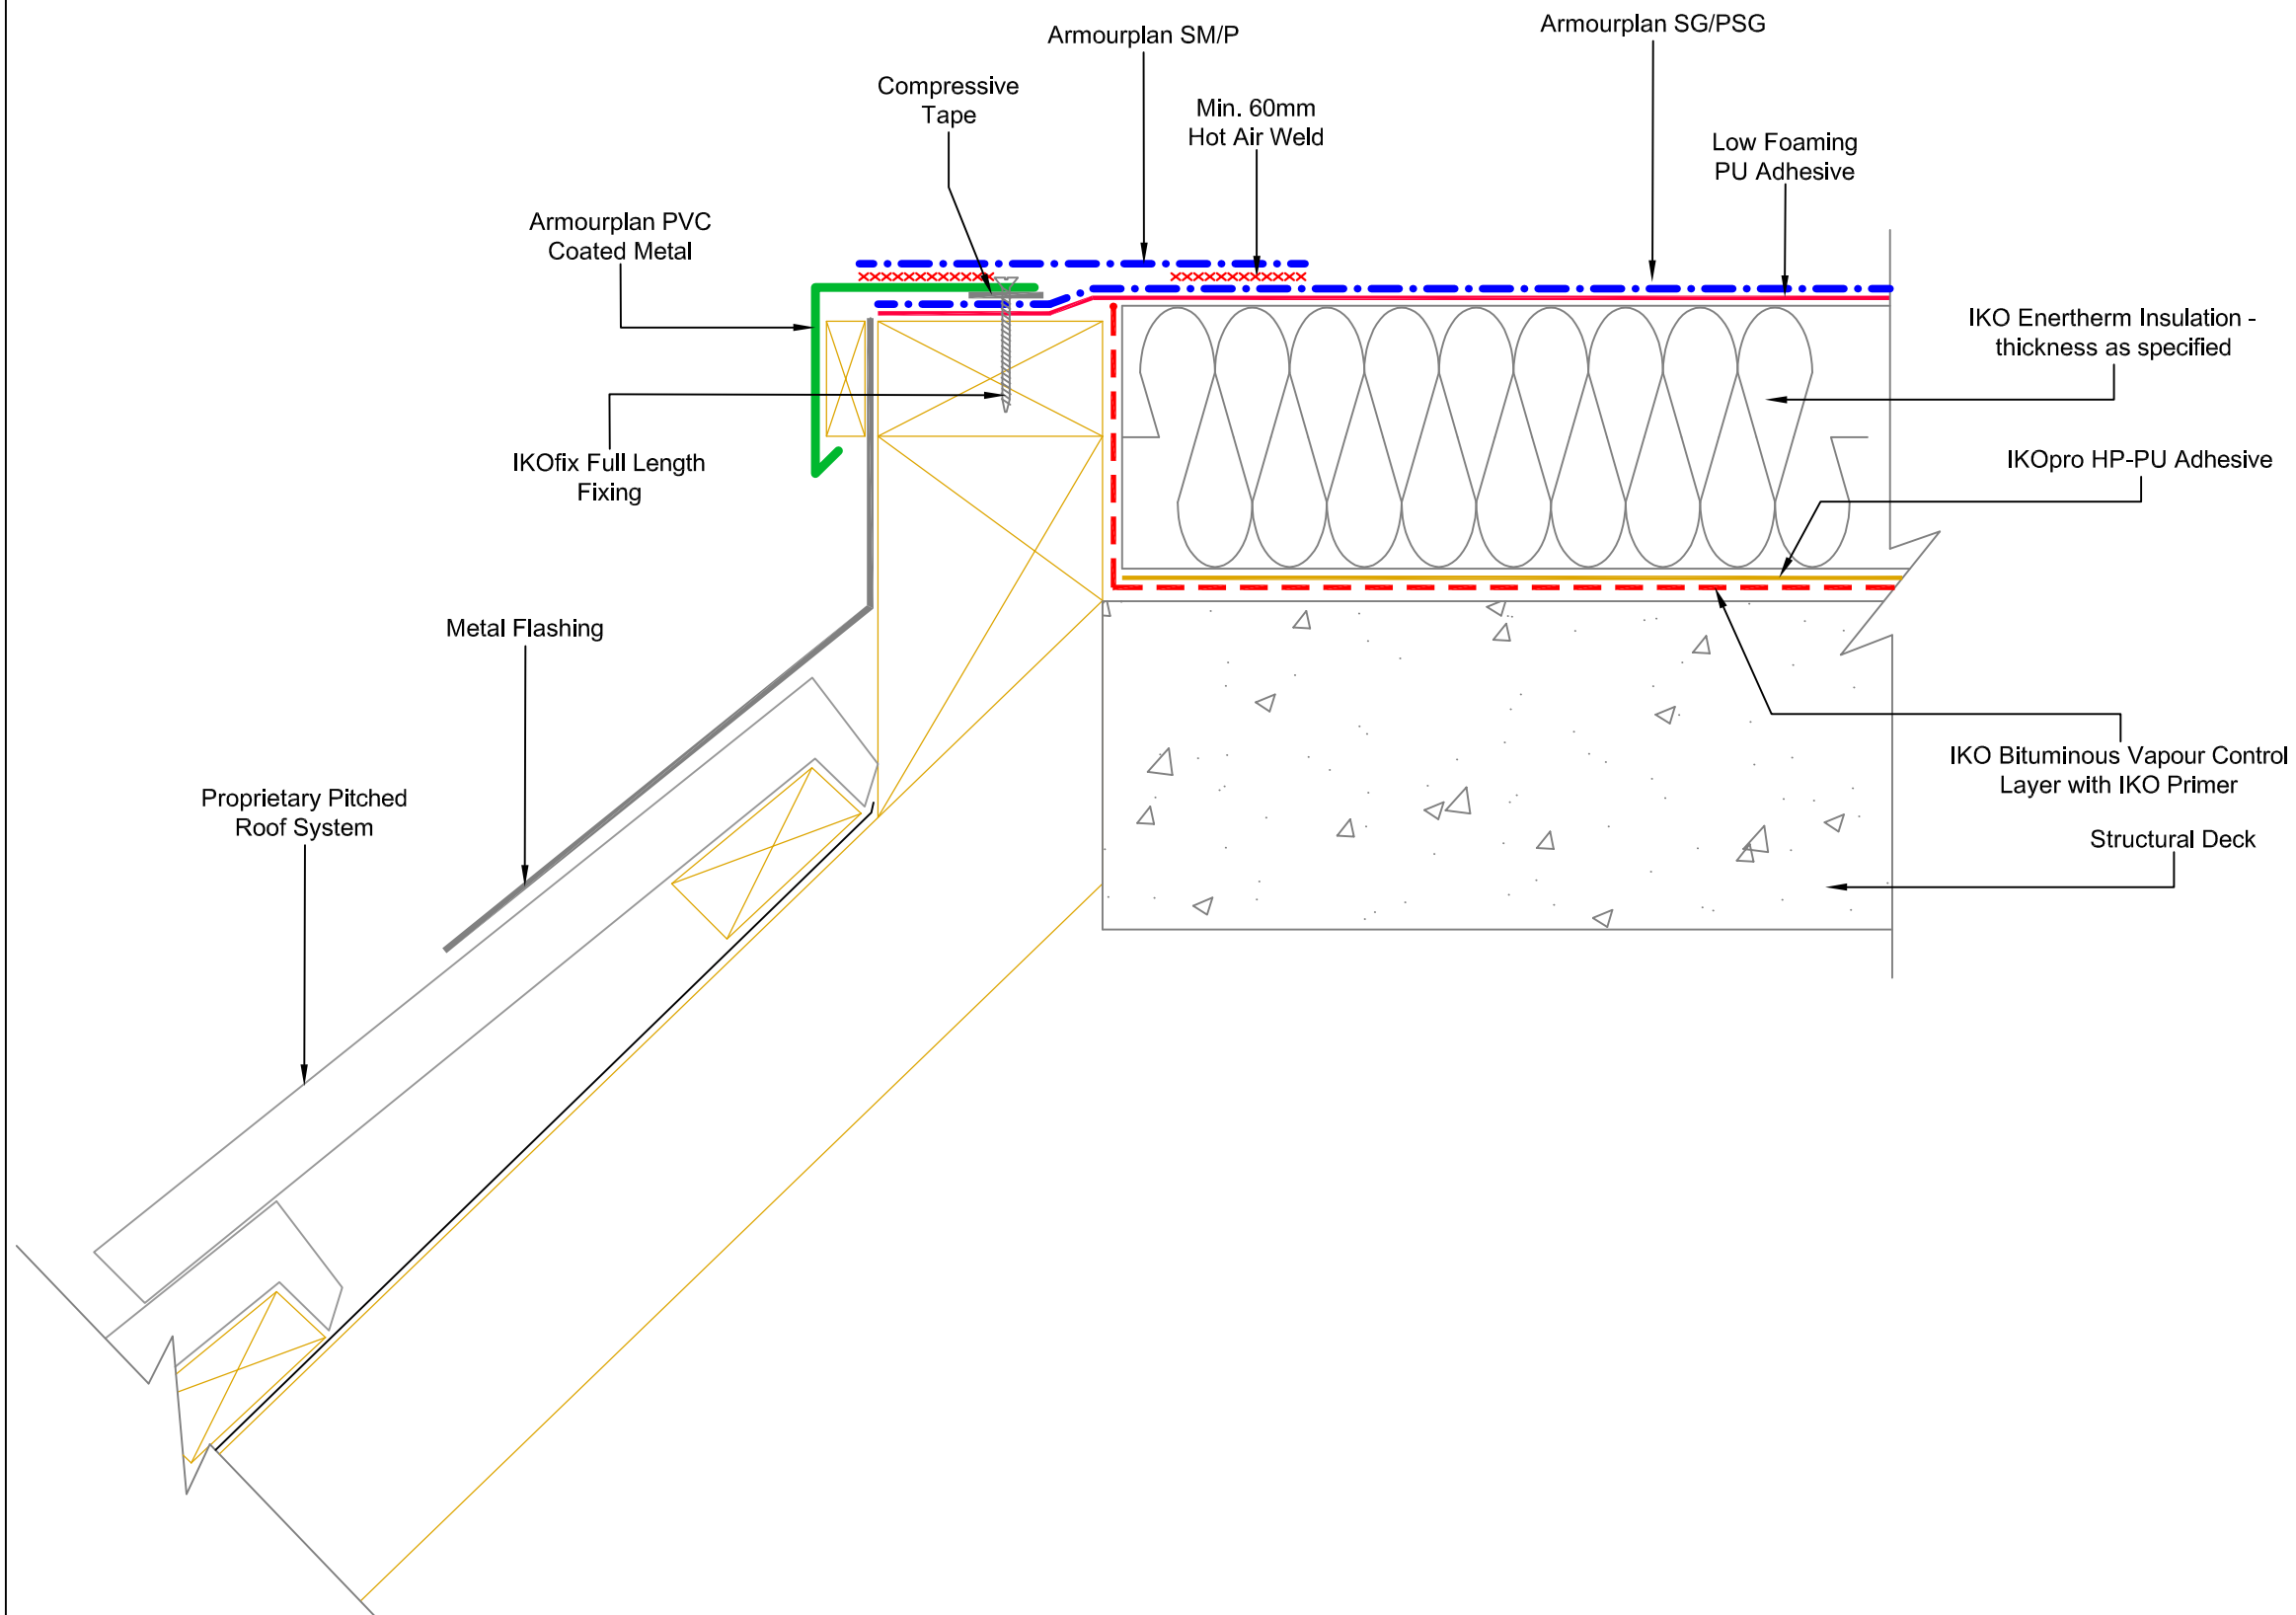 Armourplan SM/P
Armourplan SG/PSG
Compressive
Tape
Min. 60mm
Hot Air Weld
Low Foaming
PU Adhesive
Armourplan PVC
Coated Metal
IKO Enertherm Insulation -
thickness as specified
IKOfix Full Length
Fixing
IKOpro HP-PU Adhesive
Metal Flashing
IKO Bituminous Vapour Control
Layer with IKO Primer
Proprietary Pitched
Roof System
Structural Deck